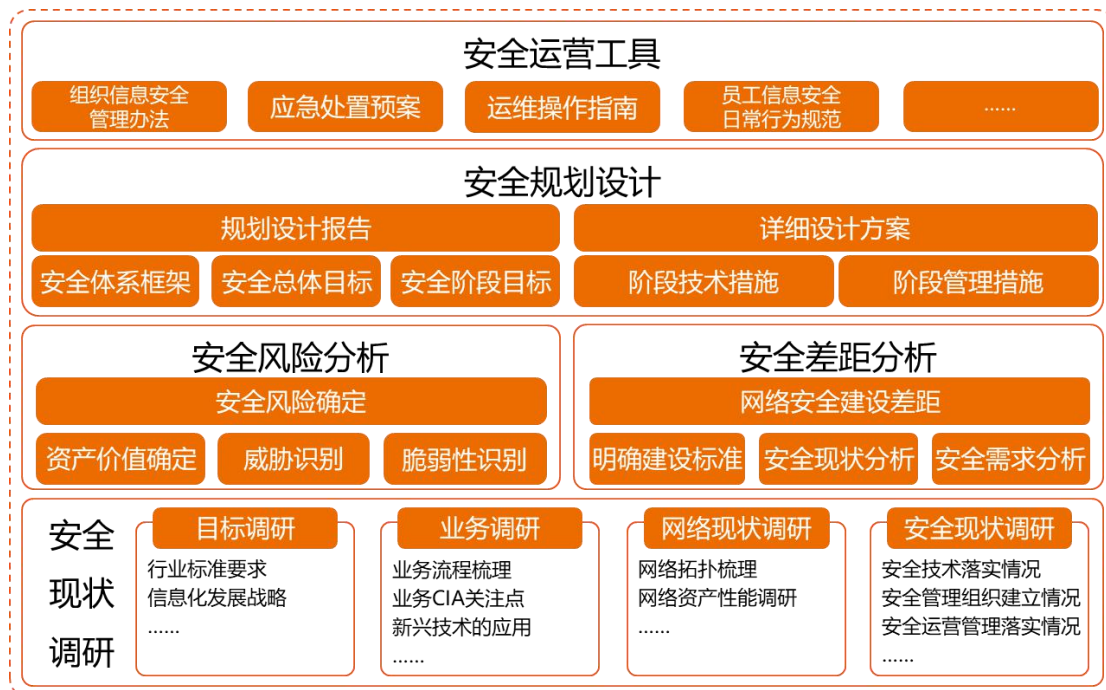 安全运营工具
组织信息安全
管理办法
应急处置预案
运维操作指南
员工信息安全
日常行为规范
……
安全规划设计
规划设计报告
详细设计方案
安全体系框架
安全总体目标
安全阶段目标
阶段技术措施
阶段管理措施
安全风险分析
安全风险确定
资产价值确定
威胁识别
脆弱性识别
安全差距分析
网络安全建设差距
明确建设标准
安全现状分析
安全需求分析
安全
现状
调研
目标调研
行业标准要求
信息化发展战略
……
业务调研
业务流程梳理
业务CIA关注点
新兴技术的应用
……
网络现状调研
网络拓扑梳理
网络资产性能调研
……
安全现状调研
安全技术落实情况
安全管理组织建立情况
安全运营管理落实情况
……